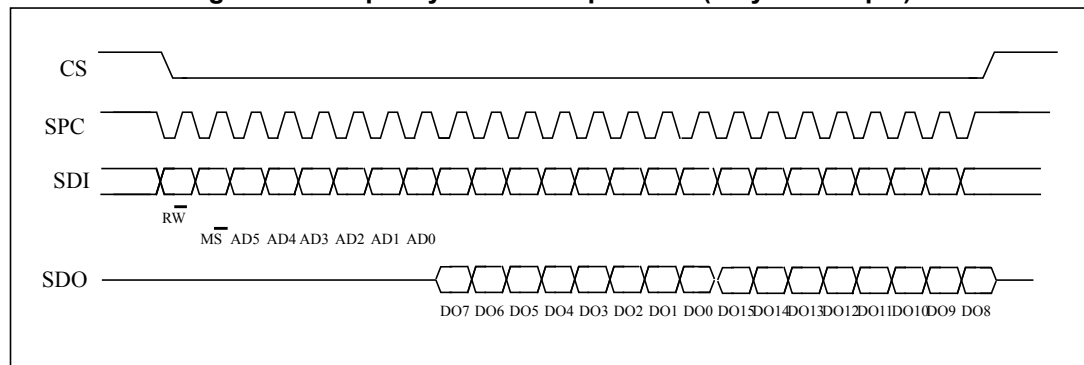 CS
SPC
SDI
RW
MS AD5 AD4 AD3 AD2 AD1 AD0
SDO
DO7 DO6 DO5 DO4 DO3 DO2 DO1 DO0 DO15 DO14 DO13 DO12 DO11 DO10 DO9 DO8